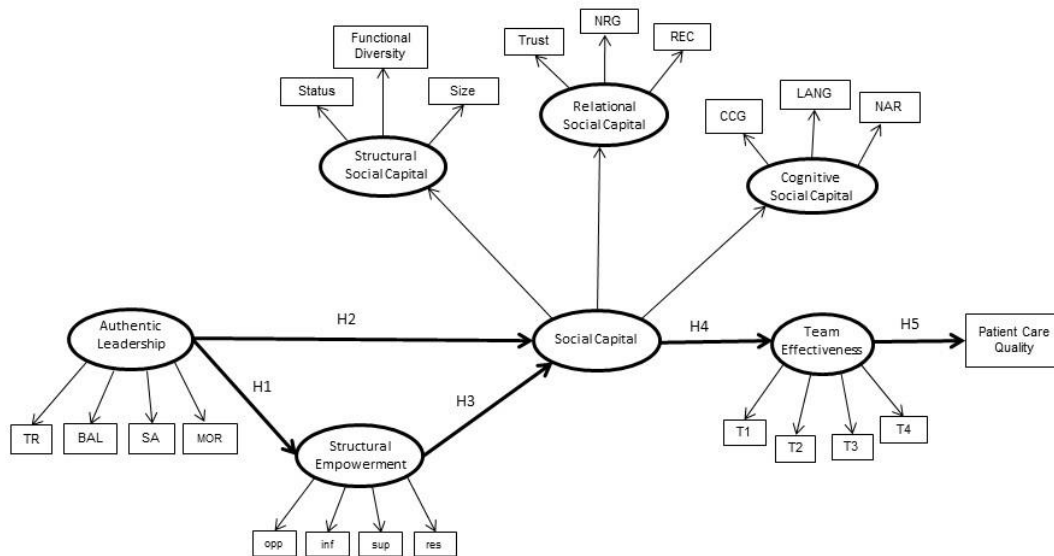 NRG
Trust
REC
Functional
Diversity
Status
Size
Relational
Social Capital
LANG
CCG
NAR
Structural
Social Capital
Cognitive
Social Capital
Authentic
Leadership
H2
Social Capital
H4
Team
Effectiveness
H5
Patient Care
Quality
H1
H3
TR
BAL
SA
MOR
Structural
Empowerment
T1
T2
T3
T4
opp
inf
sup
res